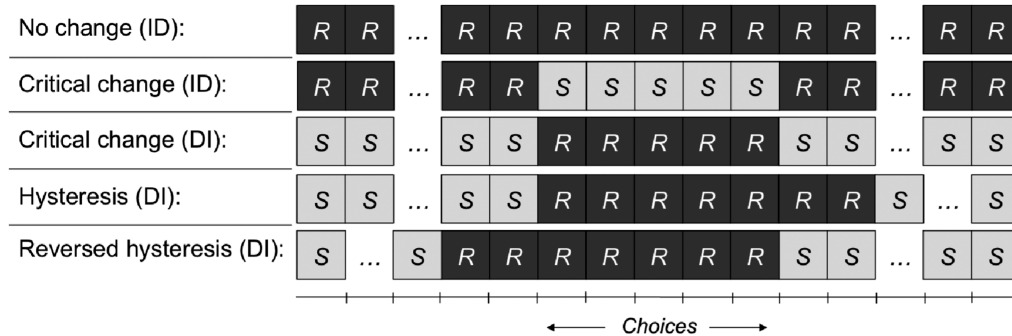 No change (ID): R R ... R R R R R R R R R ... R R
Critical change (ID): R R ... R R S S S S S R R ... R R
Critical change (DI): S S ... S S R R R R R S S ... S S
Hysteresis (DI): S S ... S S R R R R R R R S ... S
Reversed hysteresis (DI): S ... S R R R R R R R S S ... S S
Choices